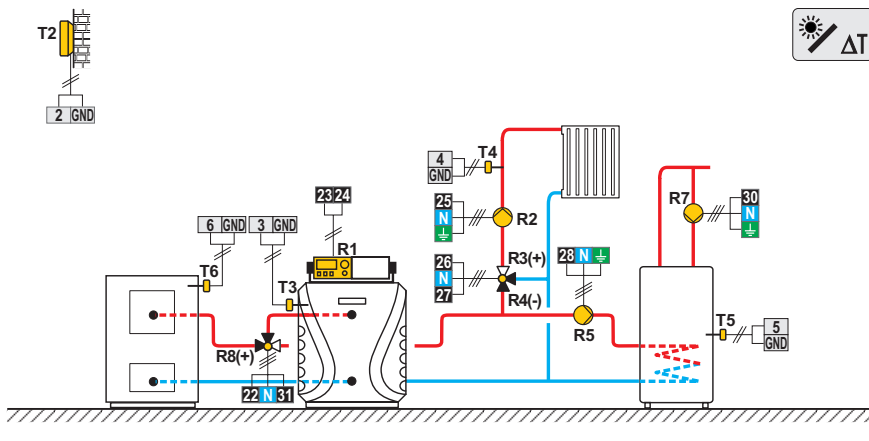 T2
2 GND
ΔT
4
GND
T4
23 24
6 GND
3 GND
25
N
R2
R7
30
N
R1
T6
T3
26
N
27
R3(+)
R4(-)
28 N
R5
T5
5
GND
R8(+)
22 N 31